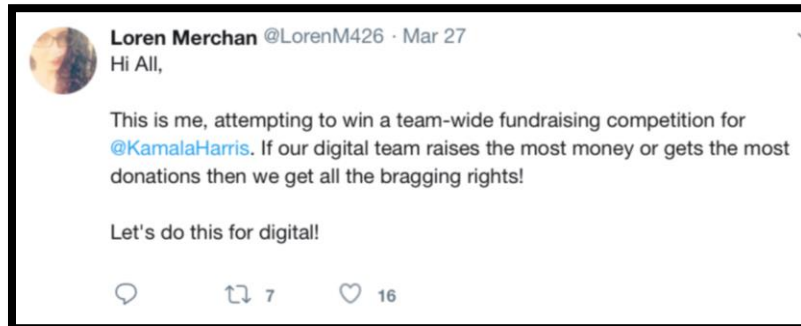 Loren Merchan @LorenM426 · Mar 27
Hi All,
This is me, attempting to win a team-wide fundraising competition for
@KamalaHarris. If our digital team raises the most money or gets the most
donations then we get all the bragging rights!
Let's do this for digital!
7 16